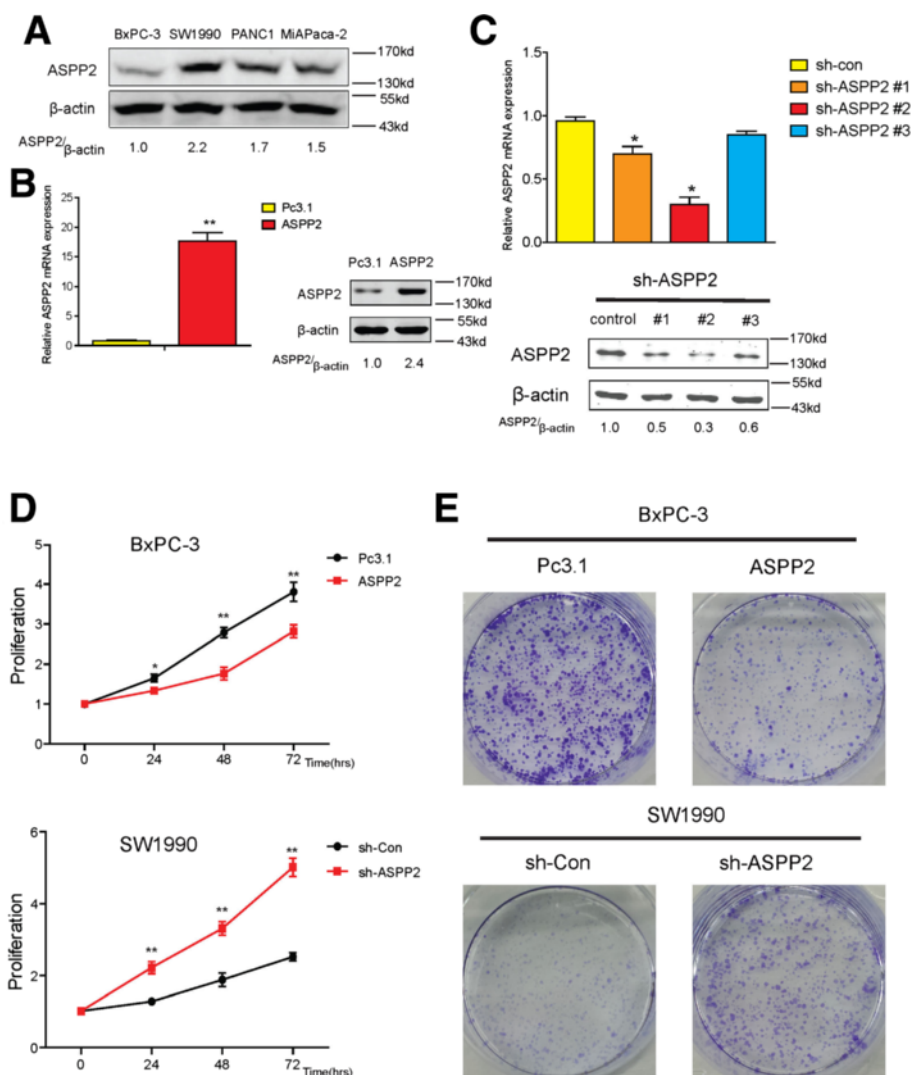 A
BxPC-3 SW1990 PANC1 MiAPaca-2
ASPP2
170kd
130kd
β-actin
55kd
43kd
ASPP2/β-actin 1.0 2.2 1.7 1.5
B
Relative ASPP2 mRNA expression
25
20
15
10
5
0
**
Pc3.1
ASPP2
Pc3.1 ASPP2
ASPP2
170kd
130kd
β-actin
55kd
43kd
ASPP2/β-actin 1.0 2.4
C
Relative ASPP2 mRNA expression
1.5
1.0
0.5
0.0
*
*
sh-con
sh-ASPP2 #1
sh-ASPP2 #2
sh-ASPP2 #3
sh-ASPP2
control #1 #2 #3
ASPP2
170kd
130kd
β-actin
55kd
43kd
ASPP2/β-actin 1.0 0.5 0.3 0.6
D
BxPC-3
Proliferation
5
4
3
2
1
0
* ** **
Pc3.1
ASPP2
0 24 48 72 Time(hrs)
SW1990
Proliferation
6
4
2
0
** ** **
sh-Con
sh-ASPP2
0 24 48 72 Time(hrs)
E
BxPC-3
Pc3.1 ASPP2
SW1990
sh-Con sh-ASPP2